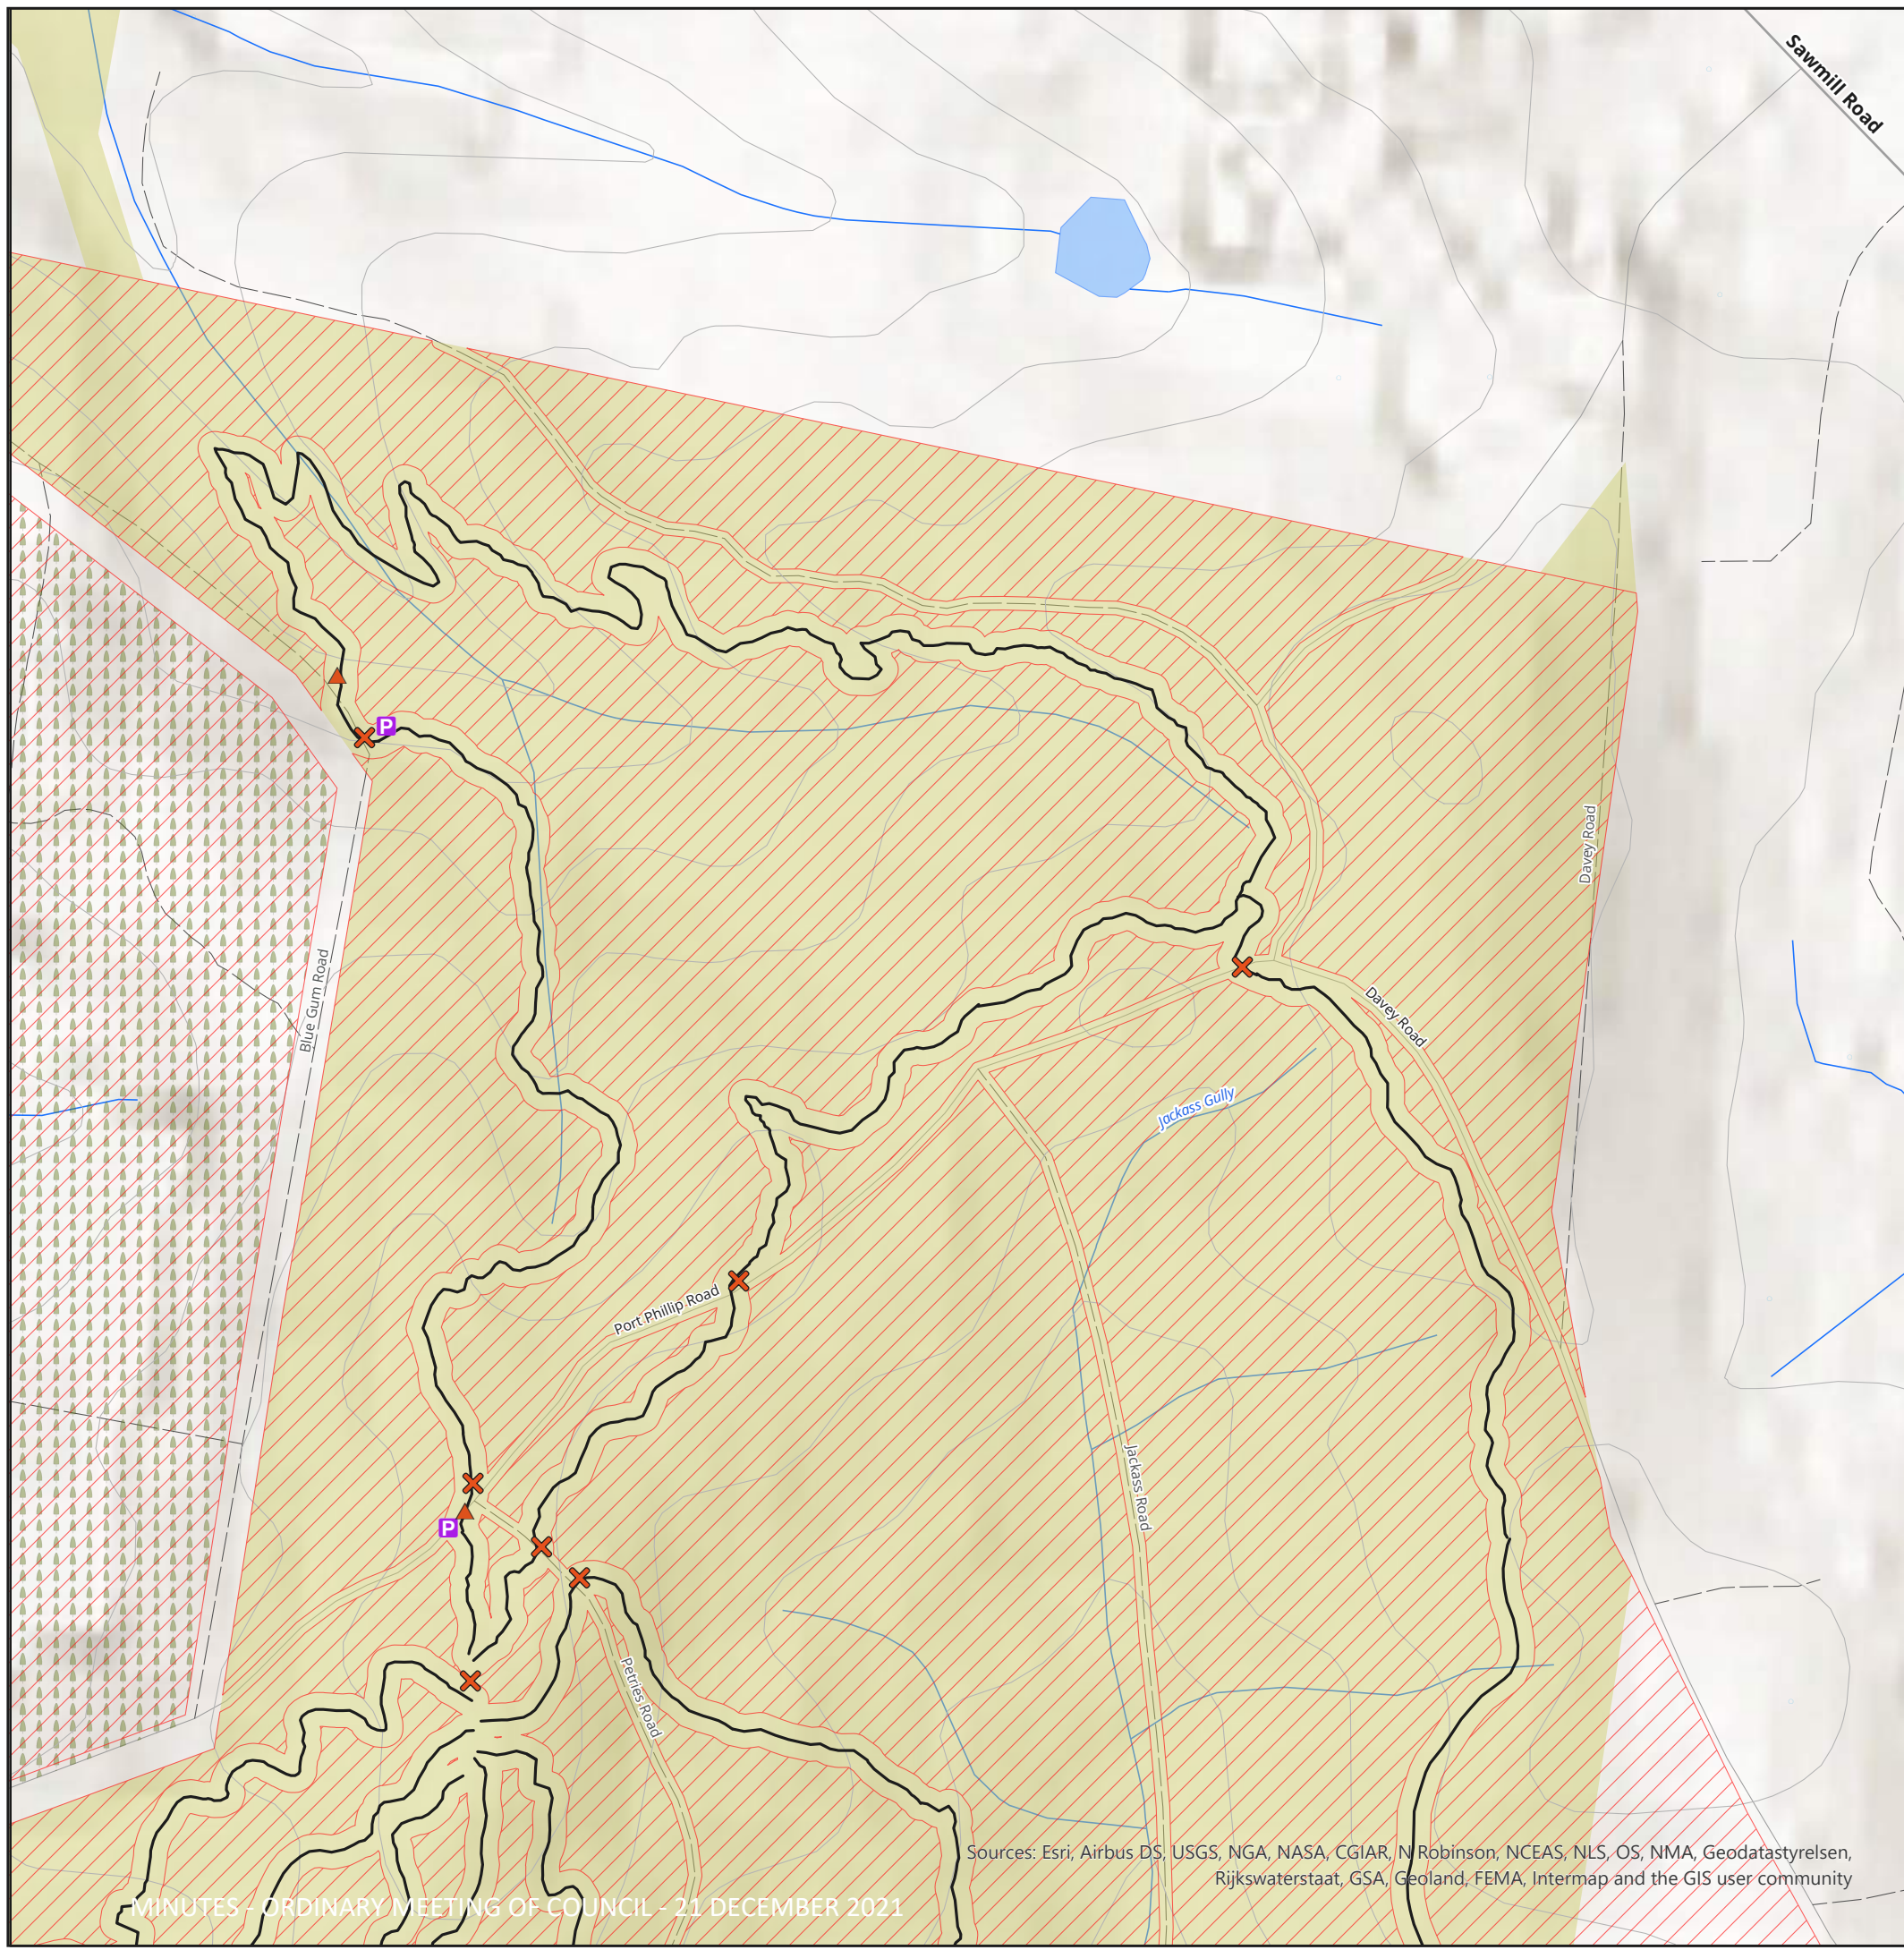 Sawmill Road
P
Davey Road
Blue Gum Road
Davey Road
Jackass Gully
Port Phillip Road
Jackass Road
P
Petries Road
Sources: Esri, Airbus DS, USGS, NGA, NASA, CGIAR, N Robinson, NCEAS, NLS, OS, NMA, Geodatastyrelsen,
Rijkswaterstaat, GSA, Geoland, FEMA, Intermap and the GIS user community
MINUTES - ORDINARY MEETING OF COUNCIL - 21 DECEMBER 2021